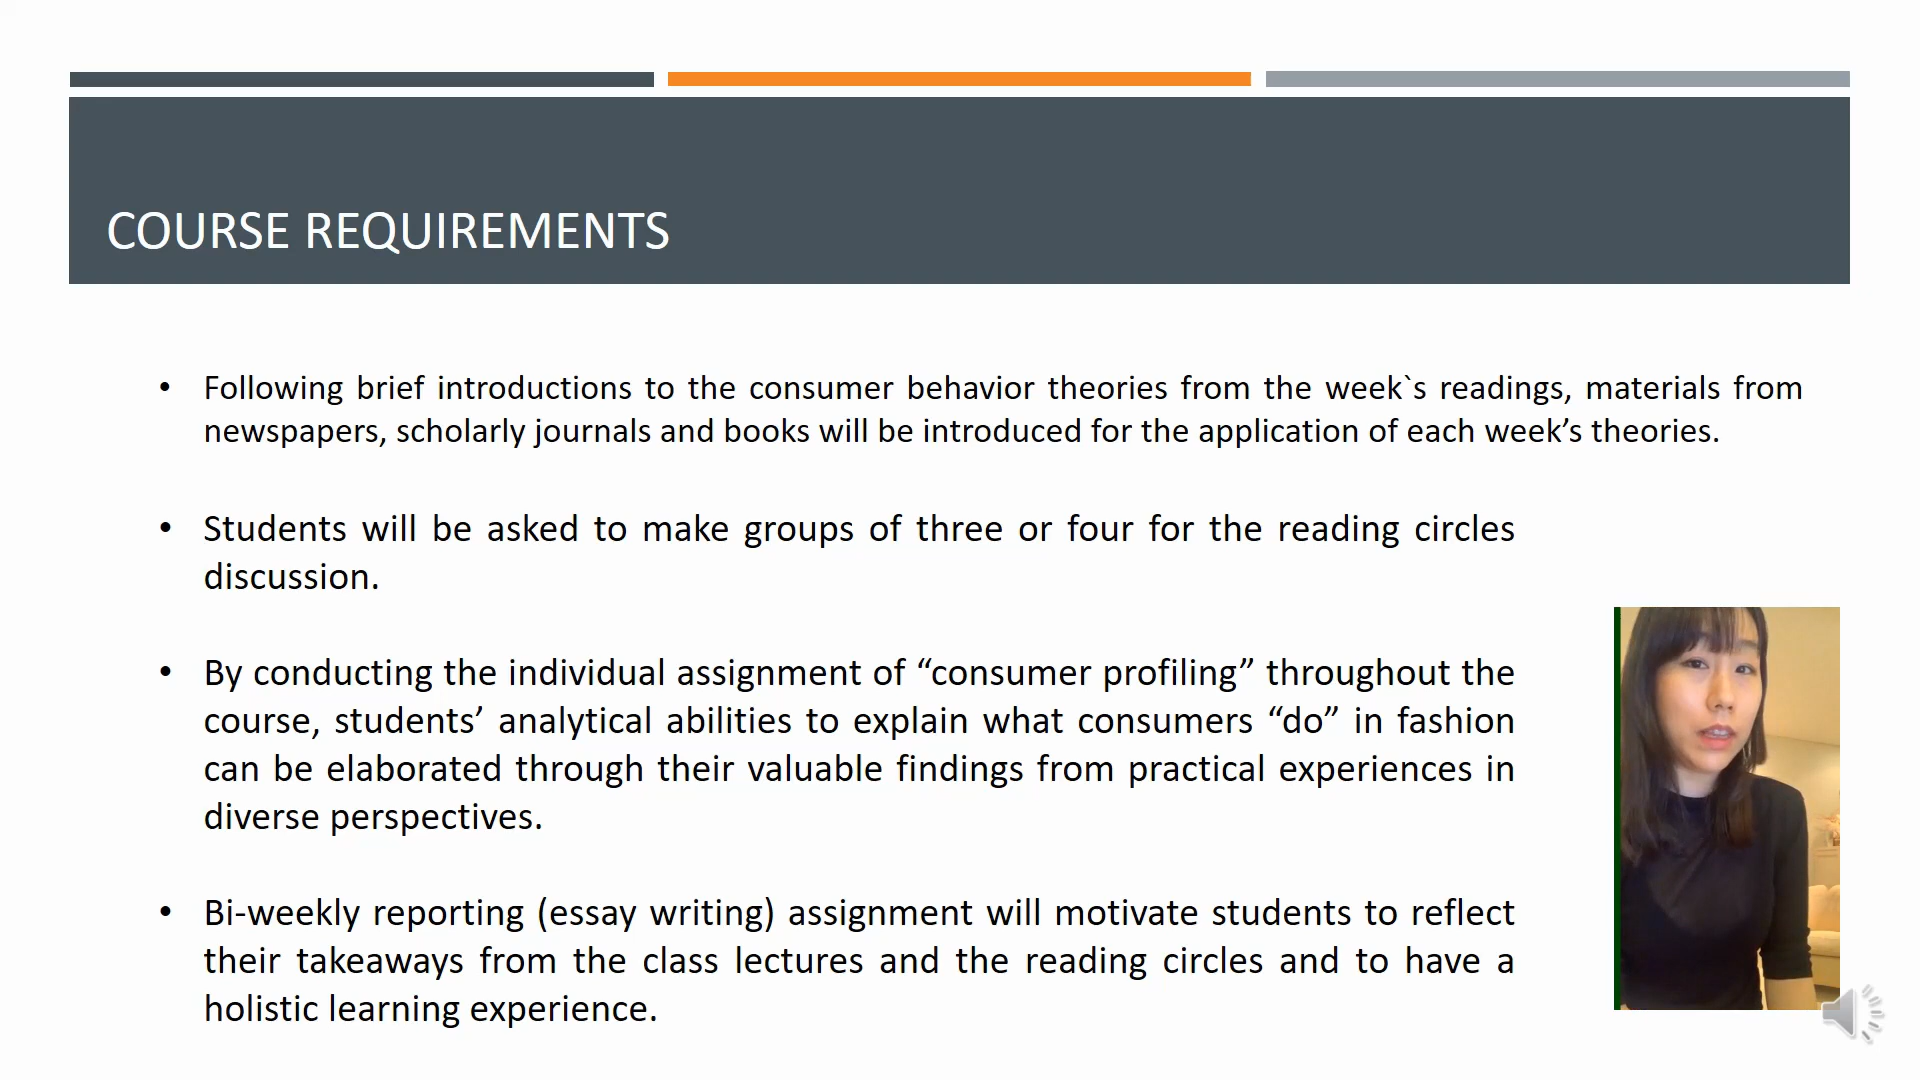 COURSE REQUIREMENTS
• Following brief introductions to the consumer behavior theories from the week`s readings, materials from
newspapers, scholarly journals and books will be introduced for the application of each week’s theories.
• Students will be asked to make groups of three or four for the reading circles
discussion.
• By conducting the individual assignment of “consumer profiling” throughout the
course, students’ analytical abilities to explain what consumers “do” in fashion
can be elaborated through their valuable findings from practical experiences in
diverse perspectives.
• Bi-weekly reporting (essay writing) assignment will motivate students to reflect
their takeaways from the class lectures and the reading circles and to have a
holistic learning experience.